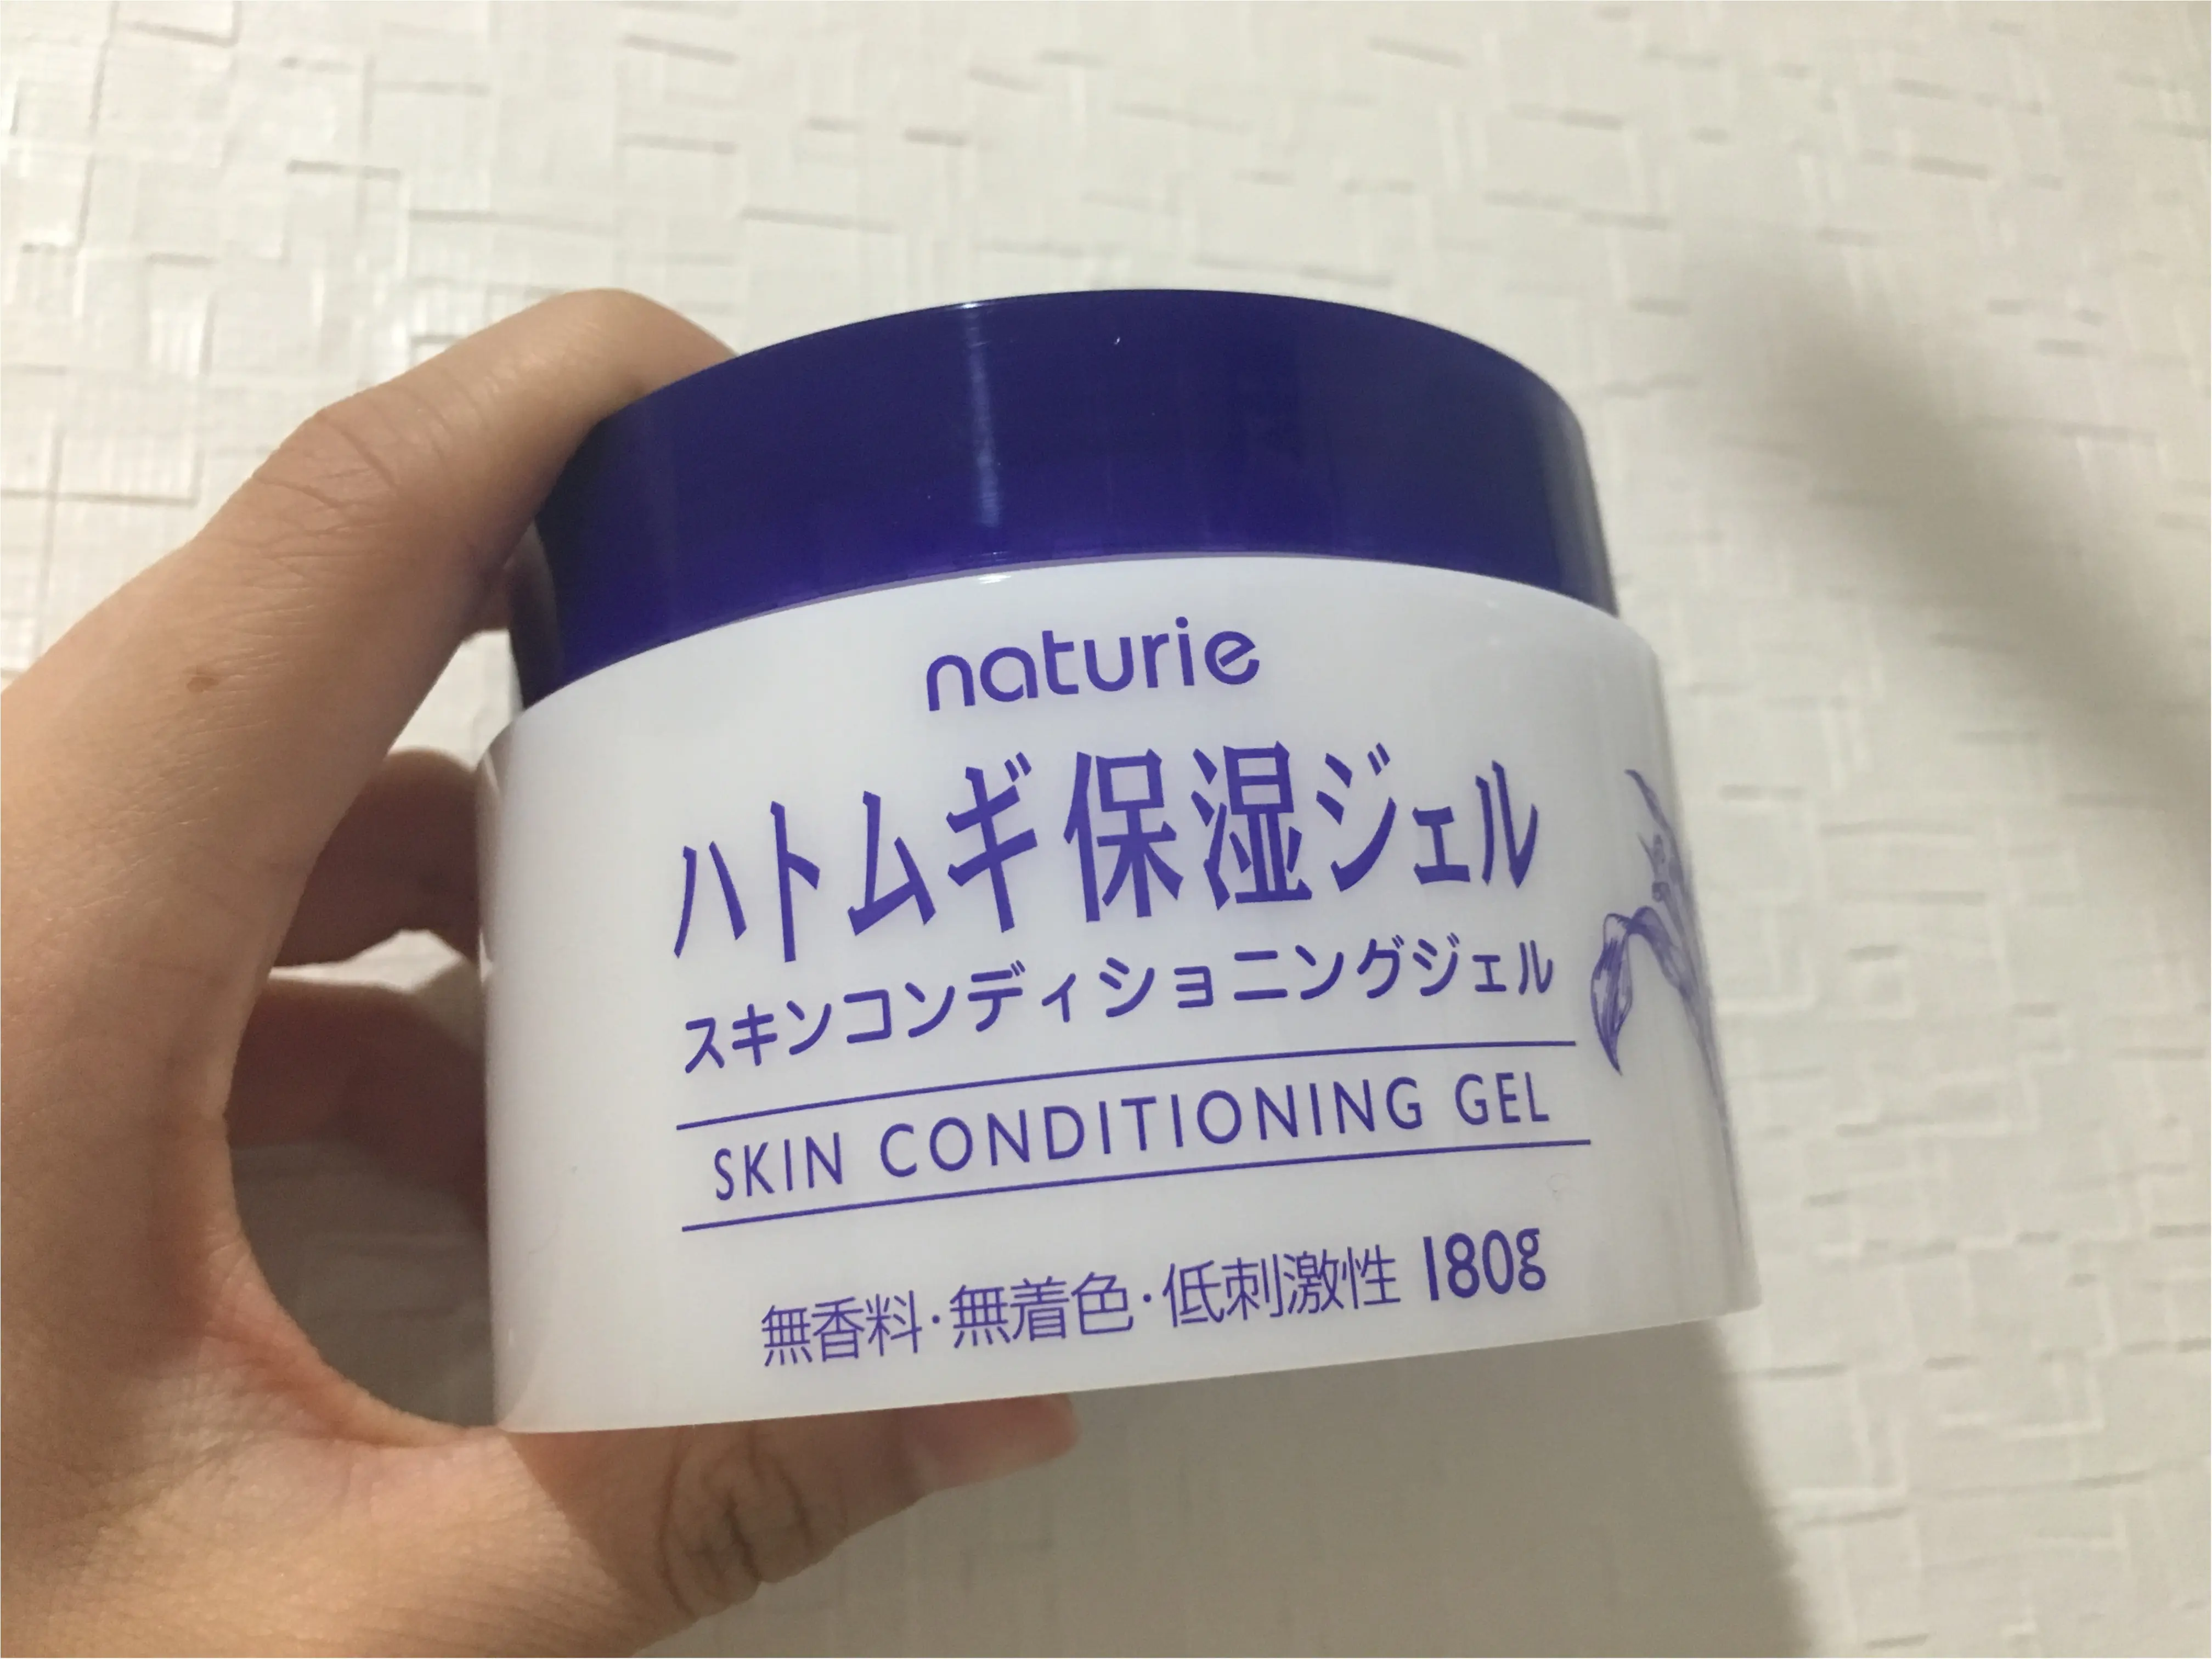 naturie
ハトムギ保湿ジェル
スキンコンディショニングジェル
SKIN CONDITIONING GEL
無香料・無着色・低刺激性 180g